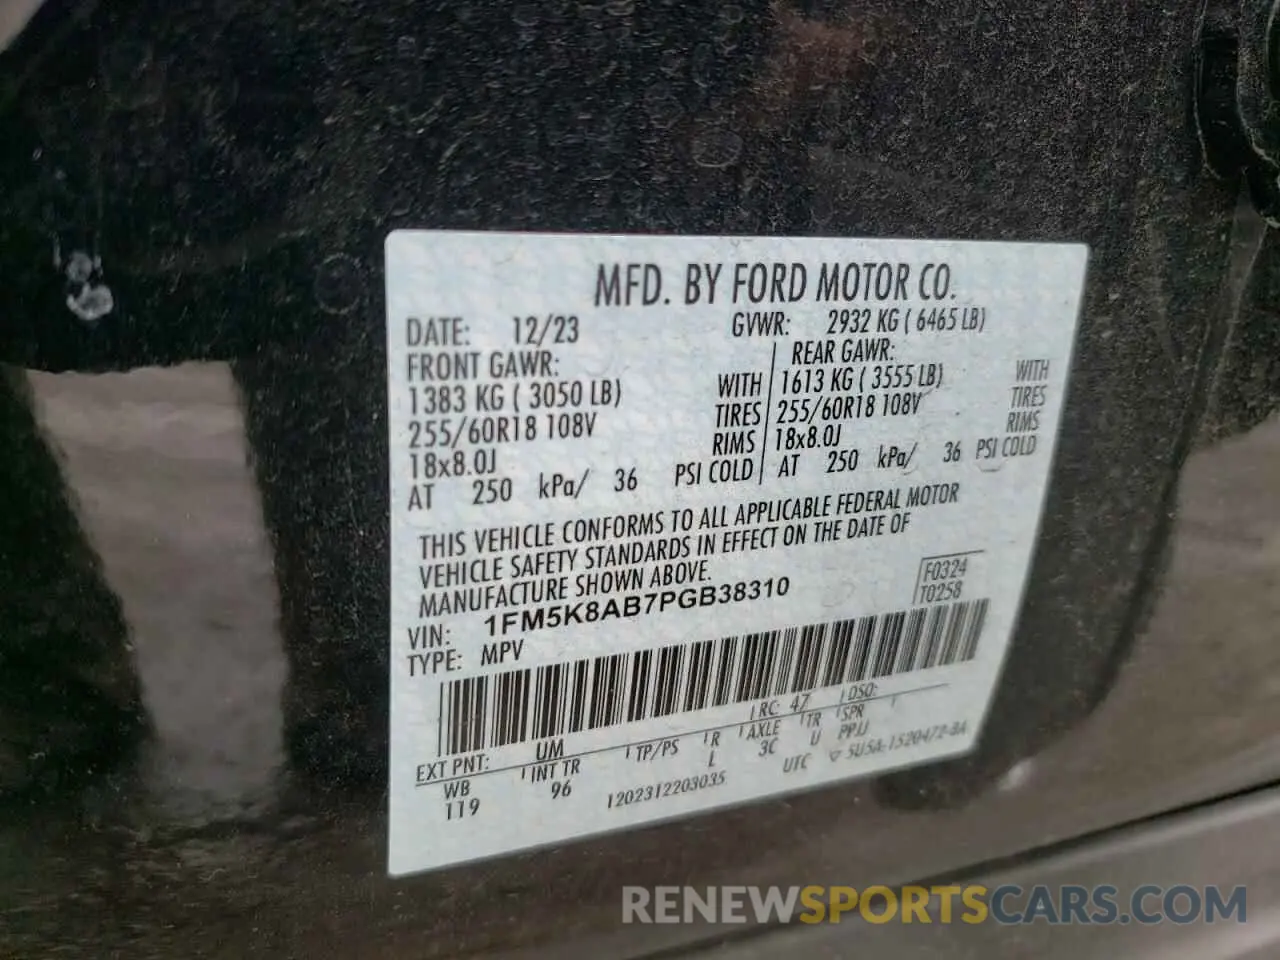 MFD. BY FORD MOTOR CO.
DATE: 12/23 GVWR: 2932 KG ( 6465 LB)
FRONT GAWR: REAR GAWR:
1383 KG ( 3050 LB) WITH 1613 KG ( 3555 LB) WITH
255/60R18 108V TIRES 255/60R18 108V TIRES
18x8.0J RIMS 18x8.0J RIMS
AT 250 kPa/ 36 PSI COLD AT 250 kPa/ 36 PSI COLD
THIS VEHICLE CONFORMS TO ALL APPLICABLE FEDERAL MOTOR
VEHICLE SAFETY STANDARDS IN EFFECT ON THE DATE OF
MANUFACTURE SHOWN ABOVE.
F0324
T0258
VIN: 1FM5K8AB7PGB38310
TYPE: MPV
EXT PNT: UM RC: 47 DSO:
WB INT TR TP/PS R AXLE TR SPR
119 96 L 3C U PPJJ
1202312203035 UTC ▽ 5U5A-1520472-BA
RENEWSPORTSCARS.COM